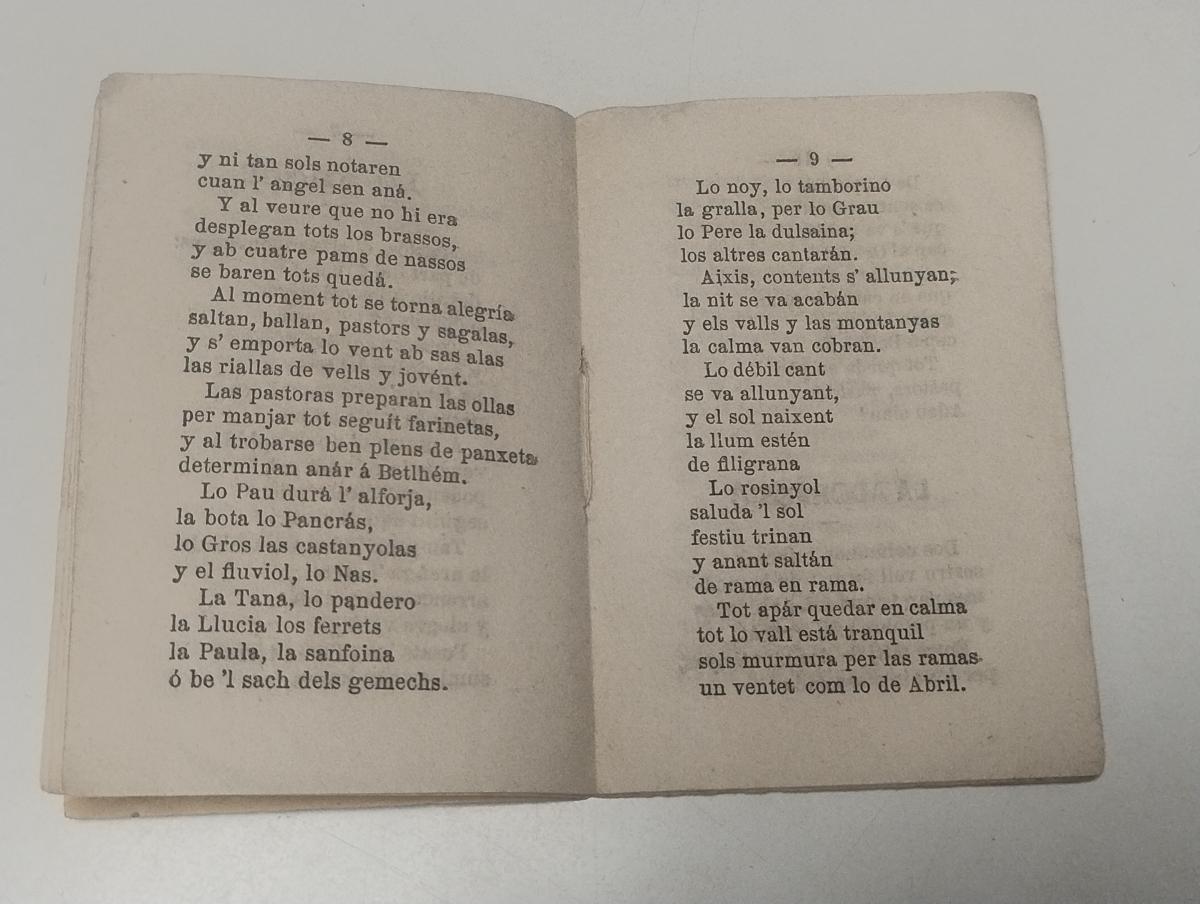 — 8 —
y ni tan sols notaren
cuan l' angel sen aná.
Y al veure que no hi era
desplegan tots los brassos,
y ab cuatre pams de nassos
se baren tots quedá.
Al moment tot se torna alegría
saltan, ballan, pastors y sagalas,
y s' emporta lo vent ab sas alas
las riallas de vells y jovént.
Las pastoras preparan las ollas
per manjar tot seguit farinetas,
y al trobarse ben plens de panxeta
determinan anár á Betlhém.
Lo Pau durá l' alforja,
la bota lo Pancrás,
lo Gros las castanyolas
y el fluviol, lo Nas.
La Tana, lo pandero
la Llucia los ferrets
la Paula, la sanfoina
ó be 'l sach dels gemechs.
— 9 —
Lo noy, lo tamborino
la gralla, per lo Grau
lo Pere la dulsaina;
los altres cantarán.
Aixis, contents s' allunyan;
la nit se va acabán
y els valls y las montanyas
la calma van cobran.
Lo débil cant
se va allunyant,
y el sol naixent
la llum estén
de filigrana
Lo rosinyol
saluda 'l sol
festiu trinan
y anant saltán
de rama en rama.
Tot apár quedar en calma
tot lo vall está tranquil
sols murmura per las ramas
un ventet com lo de Abril.